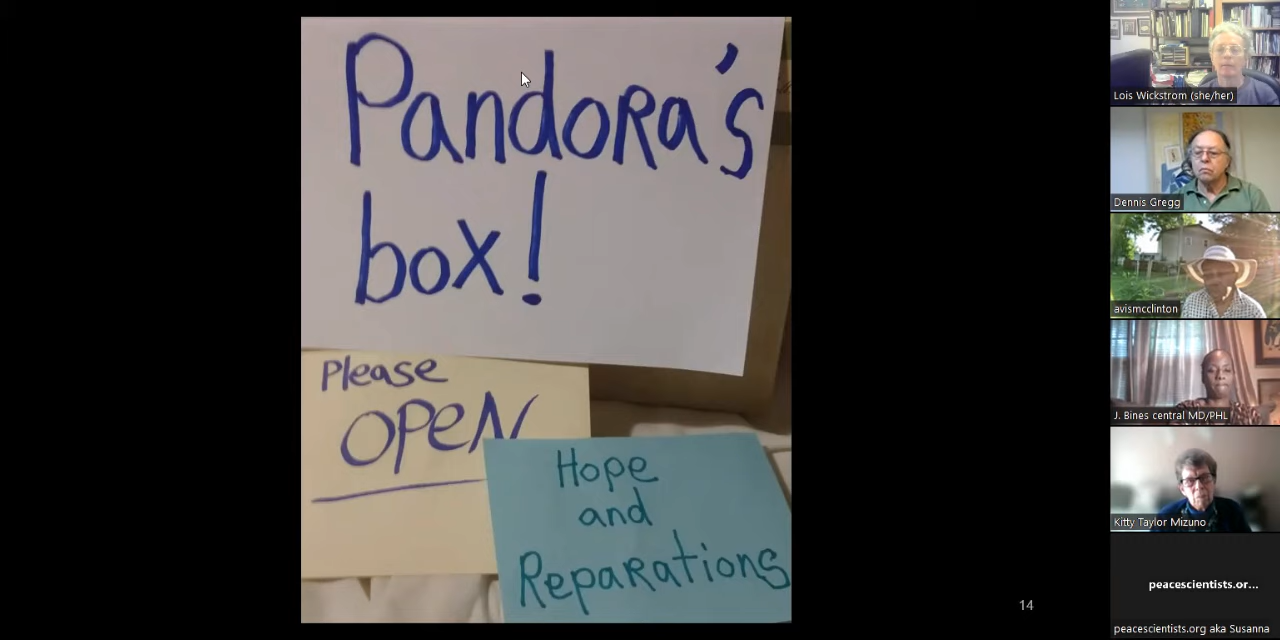 Pandora's
box!
Please
OPEN
Hope
and
Reparations
14
Lois Wickstrom (she/her)
Dennis Gregg
avismcclinton
J. Bines central MD/PHL
Kitty Taylor Mizuno
peacescientists.or...
peacescientists.org aka Susanna